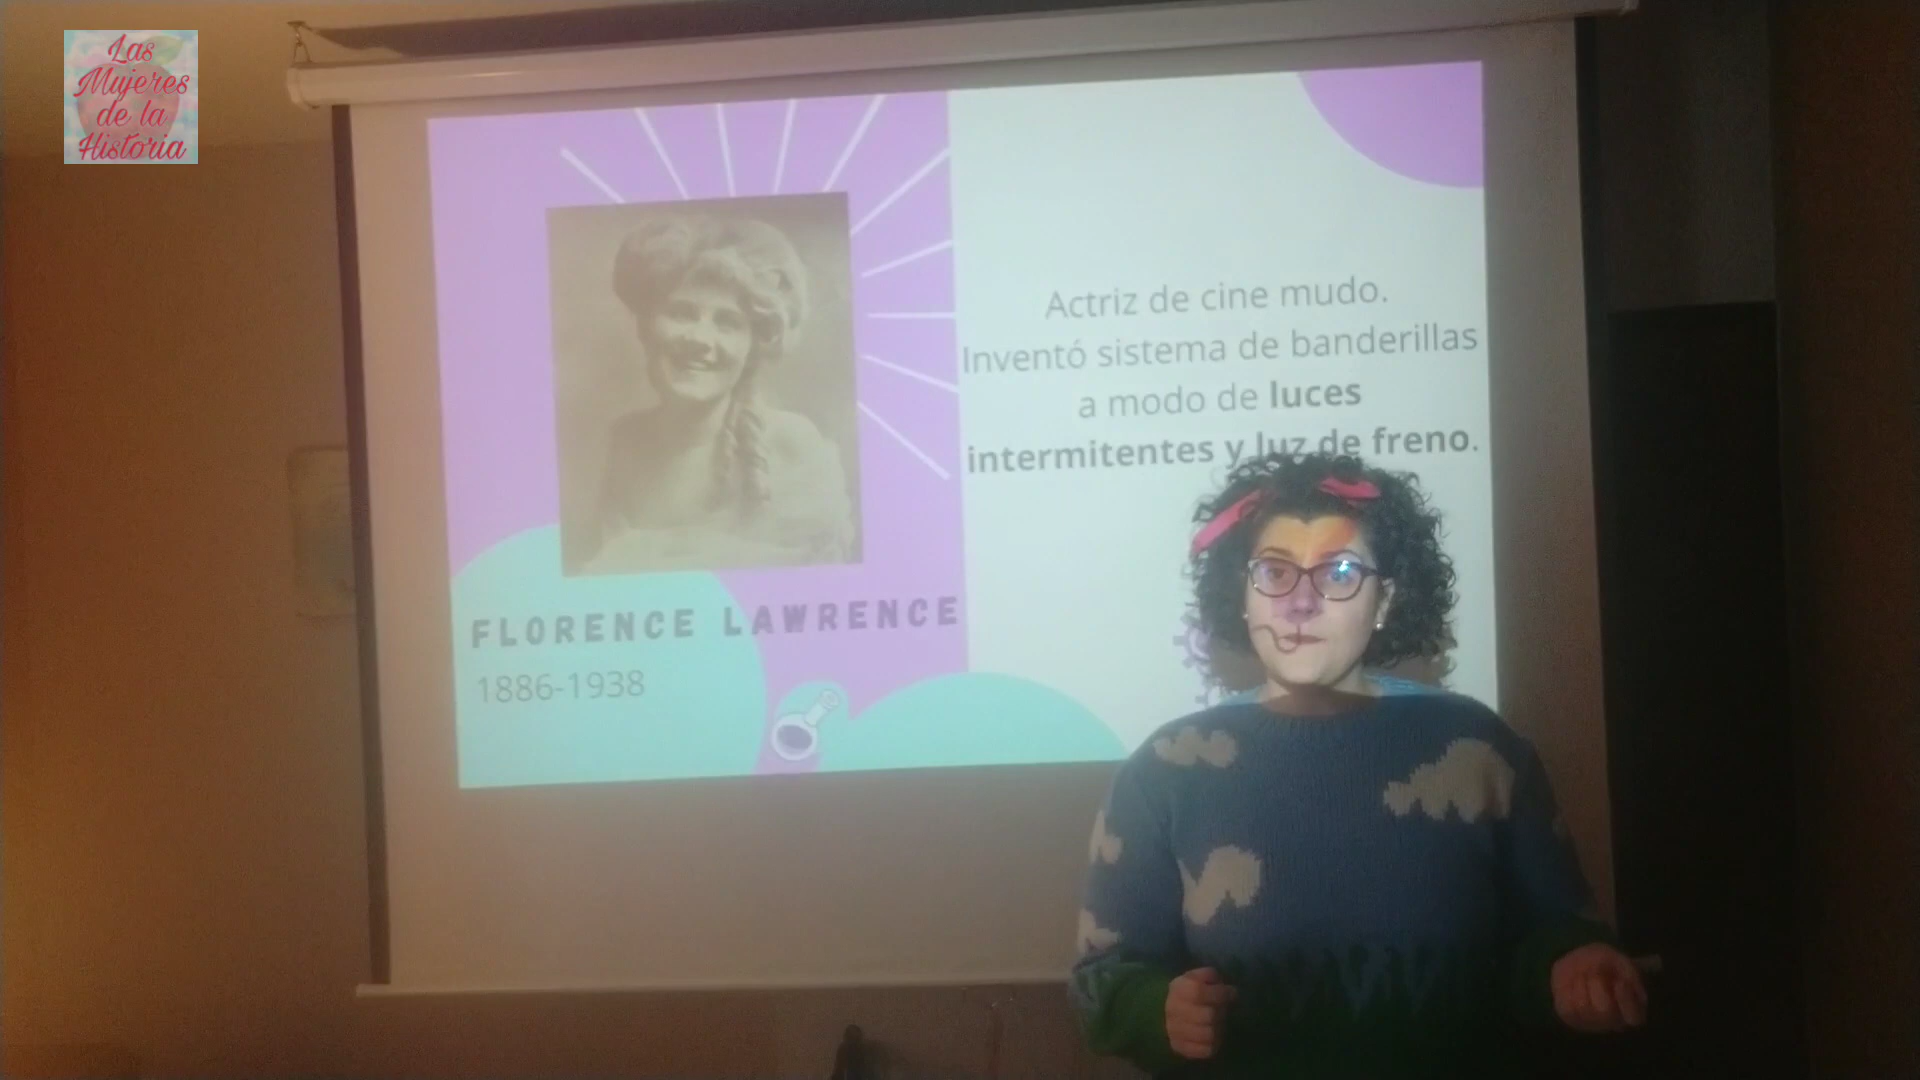 Las
Mujeres
de la
Historia
Actriz de cine mudo.
Inventó sistema de banderillas
a modo de luces
intermitentes y luz de freno.
FLORENCE LAWRENCE
1886-1938